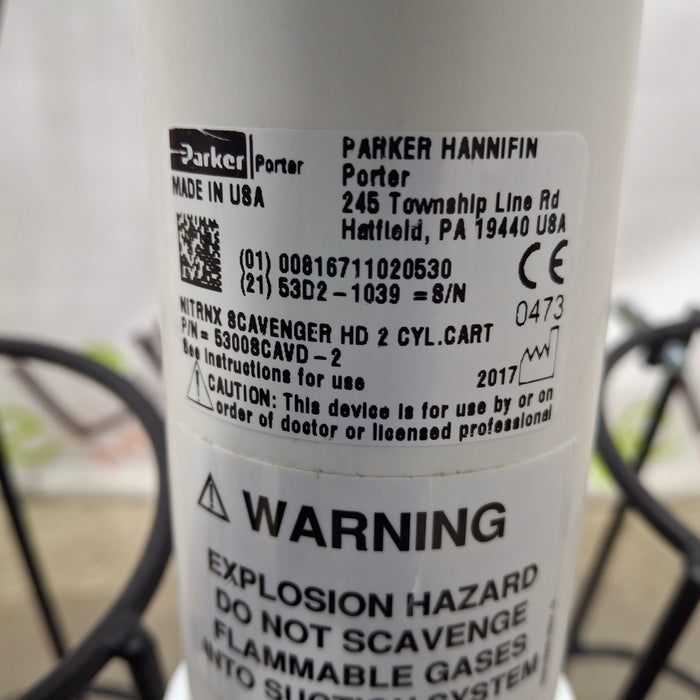 Parker | Porter
MADE IN USA
PARKER HANNIFIN
Porter
245 Township Line Rd
Hatfield, PA 19440 USA
(01) 00816711020530
(21) 53D2-1039 =S/N
CE
0473
NITRNX SCAVENGER HD 2 CYL.CART
P/N = 5300SCAVD-2
See instructions for use
2017
CAUTION: This device is for use by or on
order of doctor or licensed professional
WARNING
EXPLOSION HAZARD
DO NOT SCAVENGE
FLAMMABLE GASES
INTO SUCTION SYSTEM